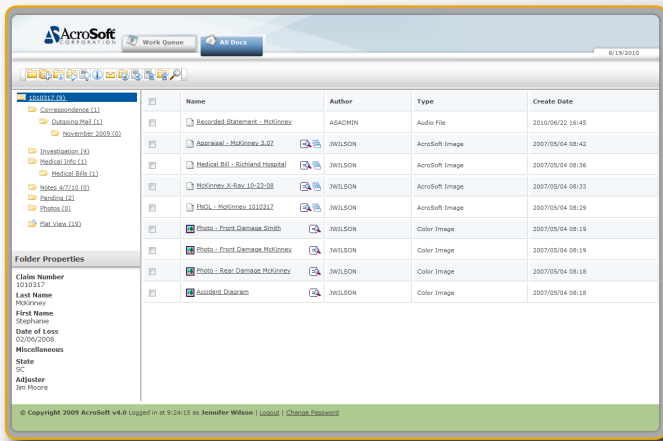 AcroSoft
CORPORATION
Work Queue
AS Docs
8/19/2010
1010317 (9)
Correspondence (1)
Outgoing Mail (1)
November 2009 (0)
Investigation (4)
Medical Info (1)
Medical Bills (1)
Notes 4/7/10 (0)
Pending (2)
Photos (0)
Flat View (19)
Folder Properties
Claim Number
1010317
Last Name
McKinney
First Name
Stephanie
Date of Loss
02/06/2008
Miscellaneous
State
SC
Adjuster
Jim Moore
Name Author Type Create Date
Recorded Statement - McKinney ASADMIN Audio File 2010/06/22 16:45
Appraisal - McKinney 3.07 JWILSON AcroSoft Image 2007/05/04 08:42
Medical Bill - Richland Hospital JWILSON AcroSoft Image 2007/05/04 08:36
McKinney X-Ray 10-23-08 JWILSON AcroSoft Image 2007/05/04 08:33
FNOL - McKinney 1010317 JWILSON AcroSoft Image 2007/05/04 08:29
Photo - Front Damage Smith JWILSON Color Image 2007/05/04 08:19
Photo - Front Damage McKinney JWILSON Color Image 2007/05/04 08:19
Photo - Rear Damage McKinney JWILSON Color Image 2007/05/04 08:18
Accident Diagram JWILSON Color Image 2007/05/04 08:18
© Copyright 2009 AcroSoft v4.0 Logged in at 9:24:15 as Jennifer Wilson | Logout | Change Password